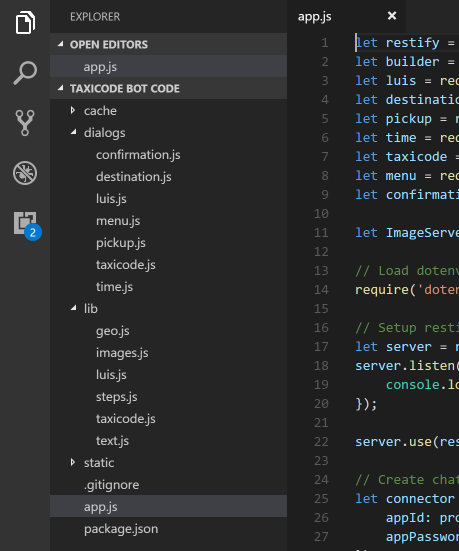 EXPLORER
OPEN EDITORS
app.js
TAXICODE BOT CODE
cache
dialogs
confirmation.js
destination.js
luis.js
menu.js
pickup.js
taxicode.js
time.js
lib
geo.js
images.js
luis.js
steps.js
taxicode.js
text.js
static
.gitignore
app.js
package.json
2
app.js
1 let restify =
2 let builder =
3 let luis = req
4 let destinatio
5 let pickup = r
6 let time = req
7 let taxicode =
8 let menu = req
9 let confirmati
10
11 let ImageServe
12
13 // Load dotenv
14 require('doten
15
16 // Setup resti
17 let server = r
18 server.listen(
19 console.lo
20 });
21
22 server.use(res
23
24 // Create chat
25 let connector
26 appId: pro
27 appPasswor